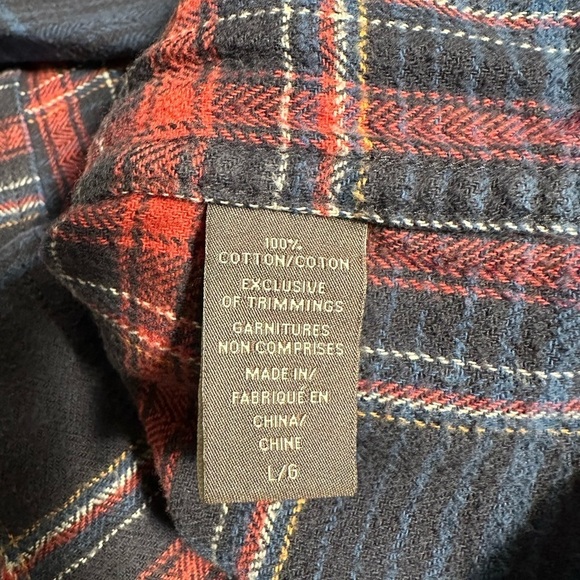 100%
COTTON/COTON
EXCLUSIVE
OF TRIMMINGS
GARNITURES
NON COMPRISES
MADE IN/
FABRIQUÉ EN
CHINA/
CHINE
L/G